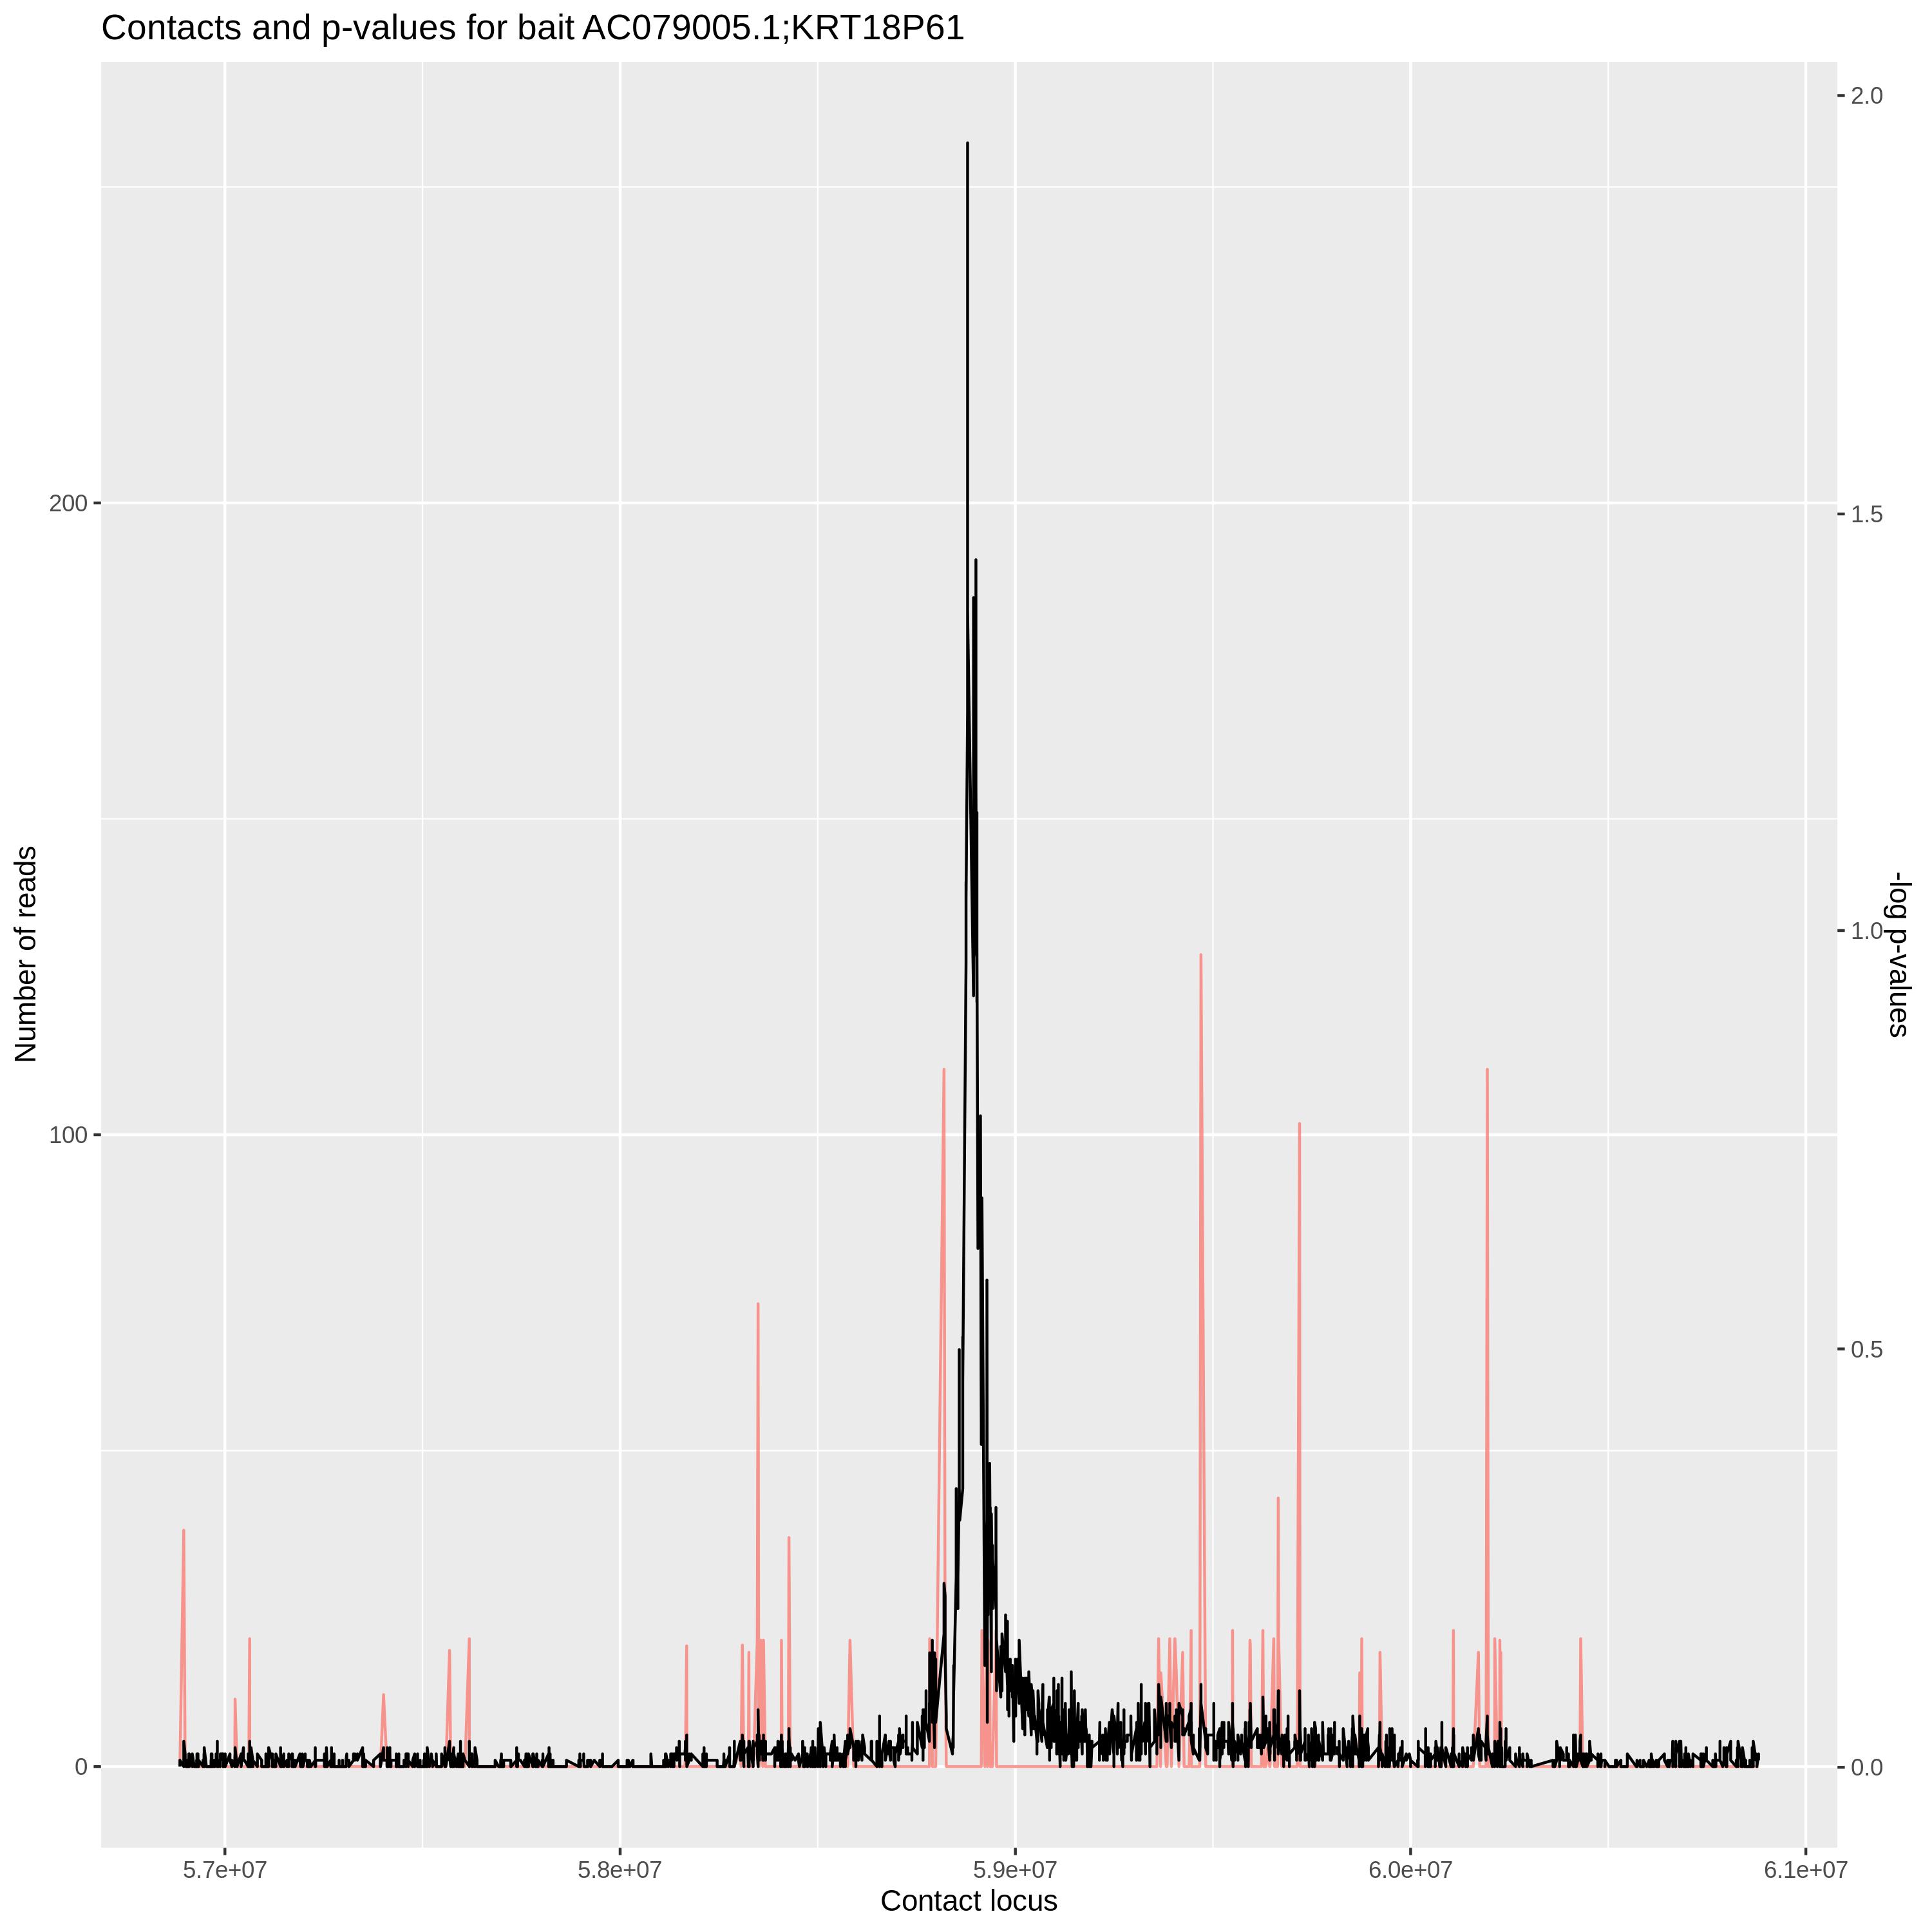 Contacts and p-values for bait AC079005.1;KRT18P61
Number of reads
200
100
0
2.0
1.5
1.0
0.5
0.0
-log p-values
5.7e+07 5.8e+07 5.9e+07 6.0e+07 6.1e+07
Contact locus